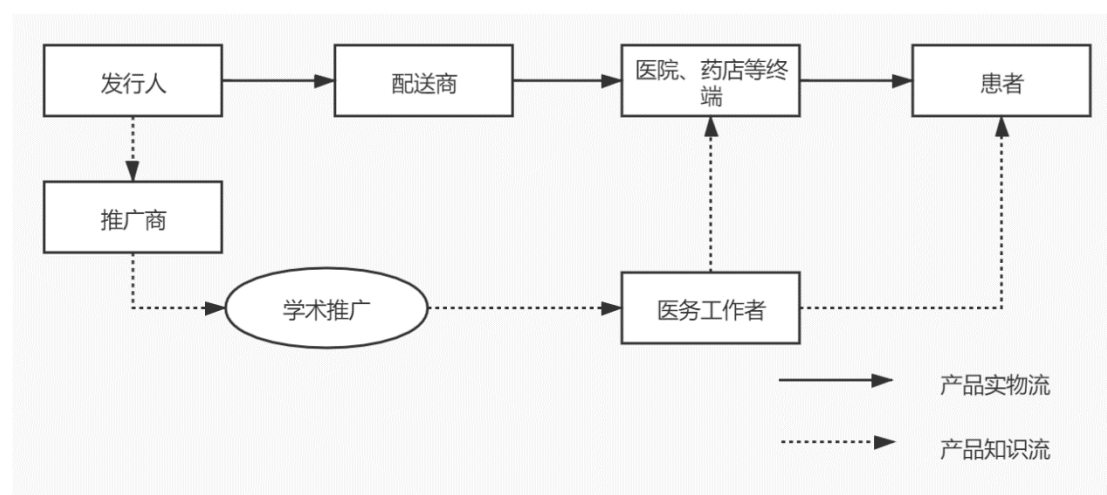 发行人
配送商
医院、药店等终
端
患者
推广商
学术推广
医务工作者
产品实物流
产品知识流